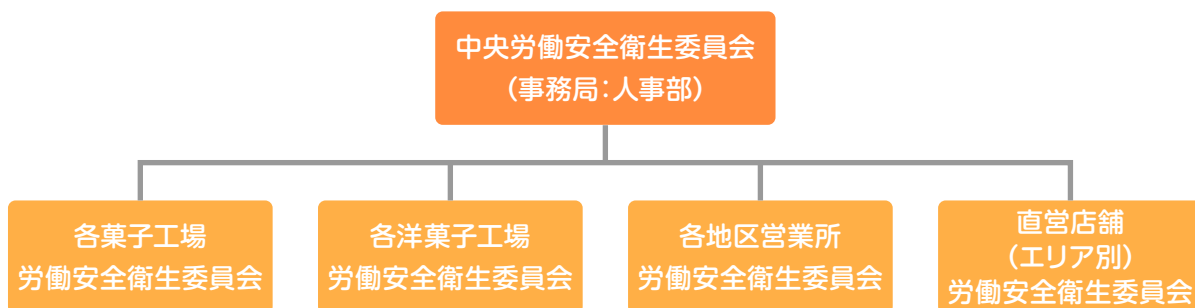 中央労働安全衛生委員会
（事務局：人事部）
各菓子工場
労働安全衛生委員会
各洋菓子工場
労働安全衛生委員会
各地区営業所
労働安全衛生委員会
直営店舗
（エリア別）
労働安全衛生委員会